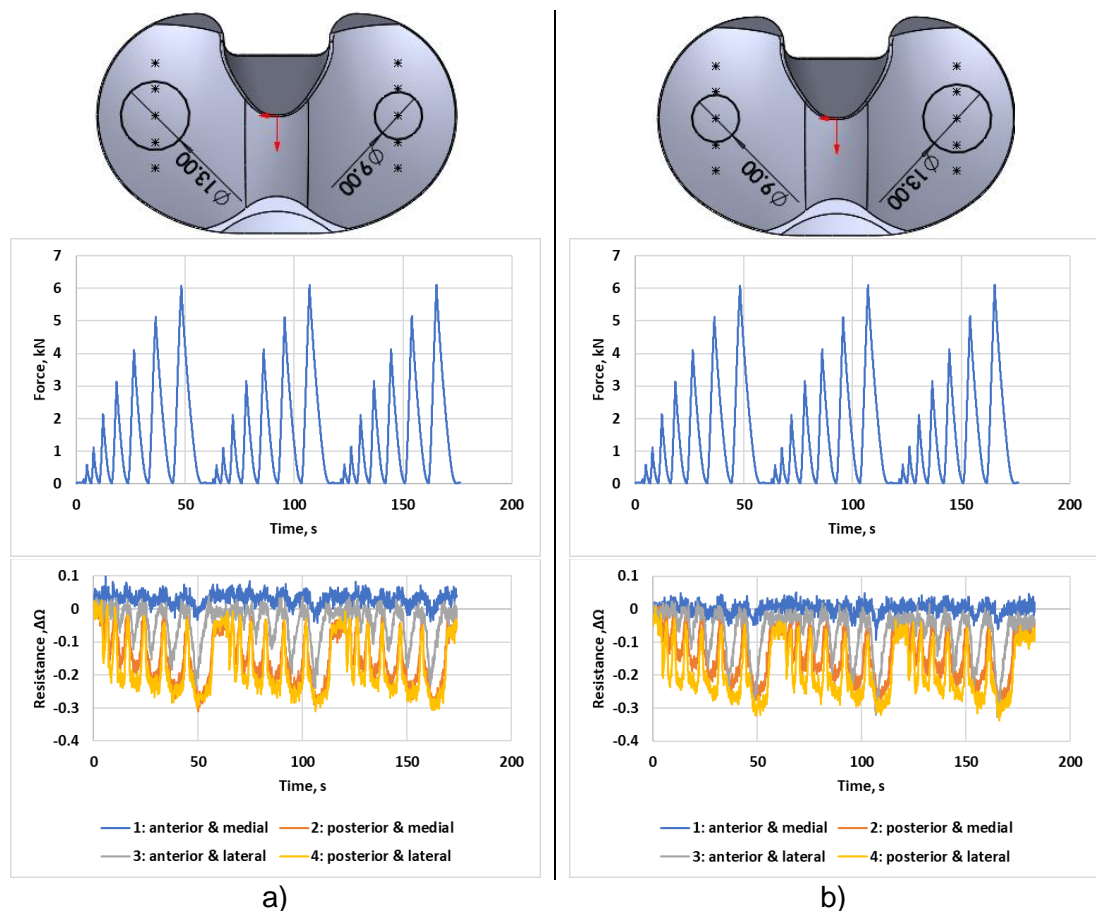 Ø13.00
Ø9.00
7
6
5
4
3
2
1
0
Force, kN
0
50
100
150
200
Time, s
0.1
0
-0.1
-0.2
-0.3
-0.4
Resistance ,ΔΩ
0
50
100
150
200
Time, s
1: anterior & medial
2: posterior & medial
3: anterior & lateral
4: posterior & lateral
a)
Ø9.00
Ø13.00
7
6
5
4
3
2
1
0
Force, kN
0
50
100
150
200
Time, s
0.1
0
-0.1
-0.2
-0.3
-0.4
Resistance ,ΔΩ
0
50
100
150
200
Time, s
1: anterior & medial
2: posterior & medial
3: anterior & lateral
4: posterior & lateral
b)